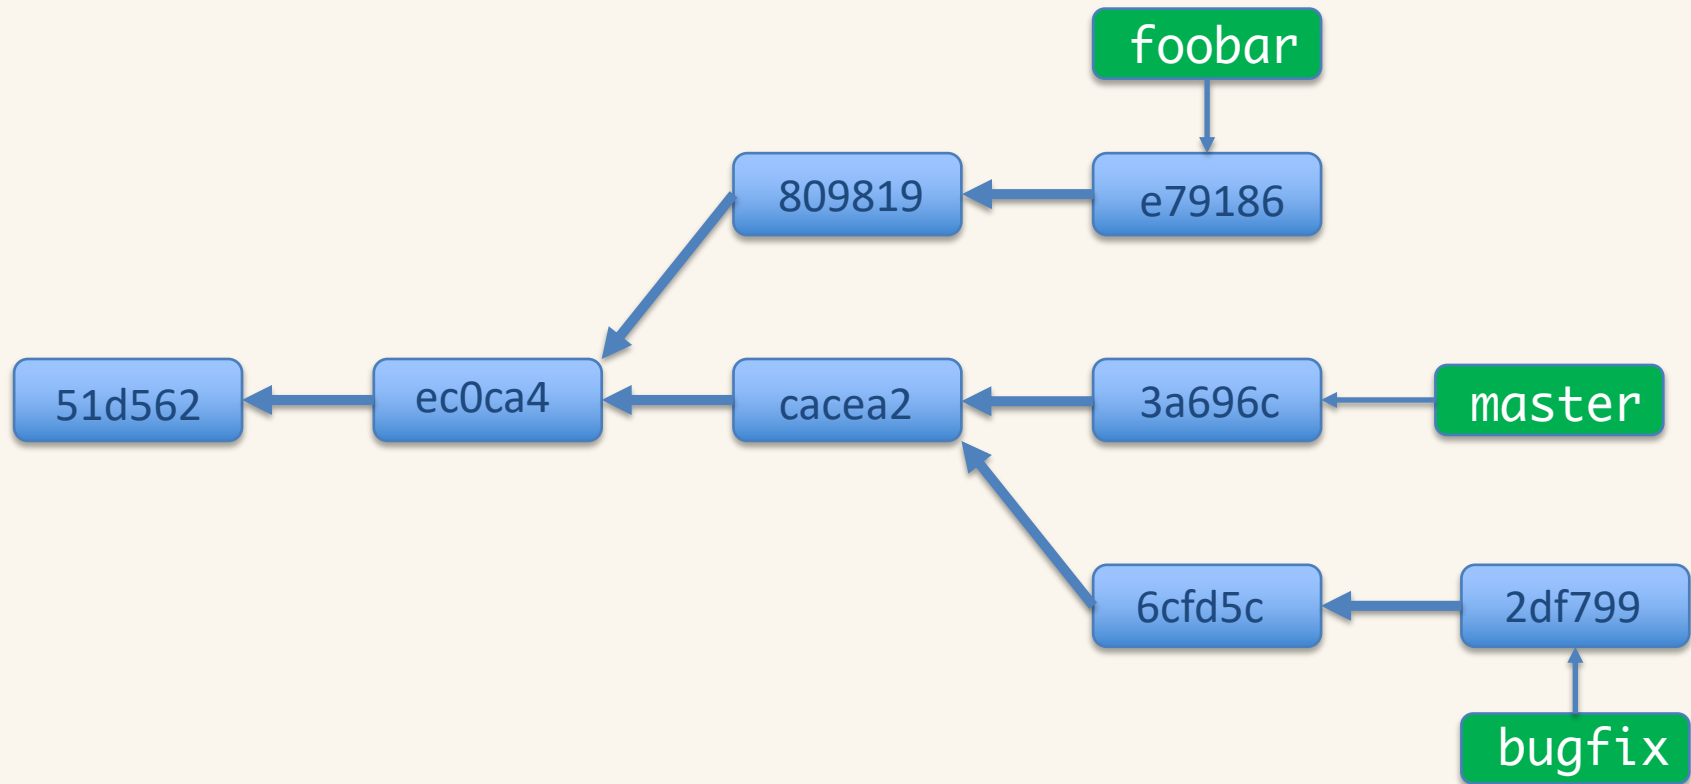 foobar
809819
e79186
51d562
ec0ca4
cacea2
3a696c
master
6cfd5c
2df799
bugfix